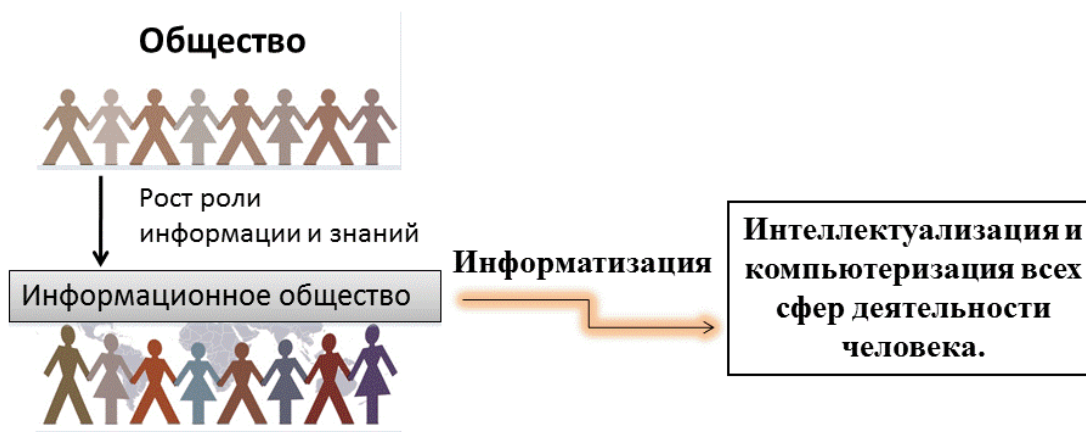 Общество
Рост роли
информации и знаний
Информационное общество
Информатизация
Интеллектуализация и
компьютеризация всех
сфер деятельности
человека.